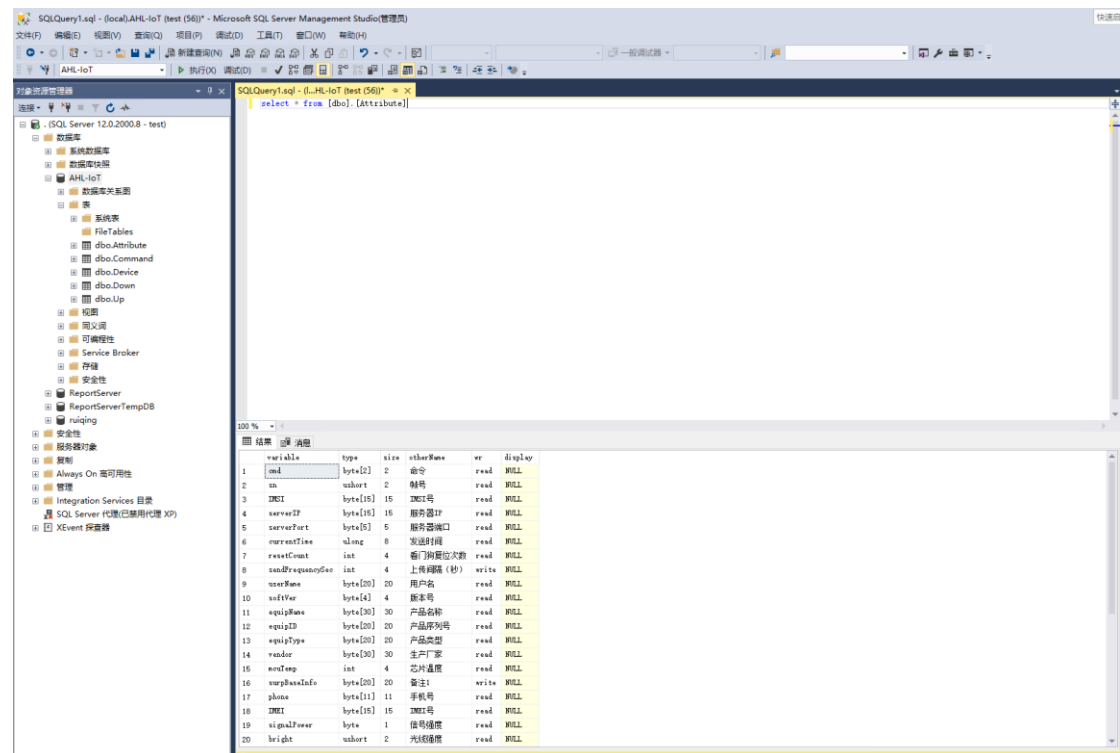 SQLQuery1.sql - (local).AHL-IoT (test (56))* - Microsoft SQL Server Management Studio(管理员)
快速启
文件(F) 编辑(E) 视图(V) 查询(Q) 项目(P) 调试(D) 工具(T) 窗口(W) 帮助(H)
新建查询(N)
一般调试器
AHL-IoT
执行(X) 调试(D)
对象资源管理器
连接
. (SQL Server 12.0.2000.8 - test)
数据库
系统数据库
数据库快照
AHL-IoT
数据库关系图
表
系统表
FileTables
dbo.Attribute
dbo.Command
dbo.Device
dbo.Down
dbo.Up
视图
同义词
可编程性
Service Broker
存储
安全性
ReportServer
ReportServerTempDB
ruiqing
安全性
服务器对象
复制
Always On 高可用性
管理
Integration Services 目录
SQL Server 代理(已禁用代理 XP)
XEvent 探查器
SQLQuery1.sql - (l...HL-IoT (test (56))*
select * from [dbo].[Attribute]
100 %
结果 消息
variable type size otherName wr display
1 cmd byte[2] 2 命令 read NULL
2 sn ushort 2 帧号 read NULL
3 IMSI byte[15] 15 IMSI号 read NULL
4 serverIP byte[15] 15 服务器IP read NULL
5 serverPort byte[5] 5 服务器端口 read NULL
6 currentTime ulong 8 发送时间 read NULL
7 resetCount int 4 看门狗复位次数 read NULL
8 sendFrequencySec int 4 上传间隔（秒） write NULL
9 userName byte[20] 20 用户名 read NULL
10 softVer byte[4] 4 版本号 read NULL
11 equipName byte[30] 30 产品名称 read NULL
12 equipID byte[20] 20 产品序列号 read NULL
13 equipType byte[20] 20 产品类型 read NULL
14 vendor byte[30] 30 生产厂家 read NULL
15 mcuTemp int 4 芯片温度 read NULL
16 surpBaseInfo byte[20] 20 备注1 write NULL
17 phone byte[11] 11 手机号 read NULL
18 IMEI byte[15] 15 IMEI号 read NULL
19 signalPower byte 1 信号强度 read NULL
20 bright ushort 2 光线强度 read NULL